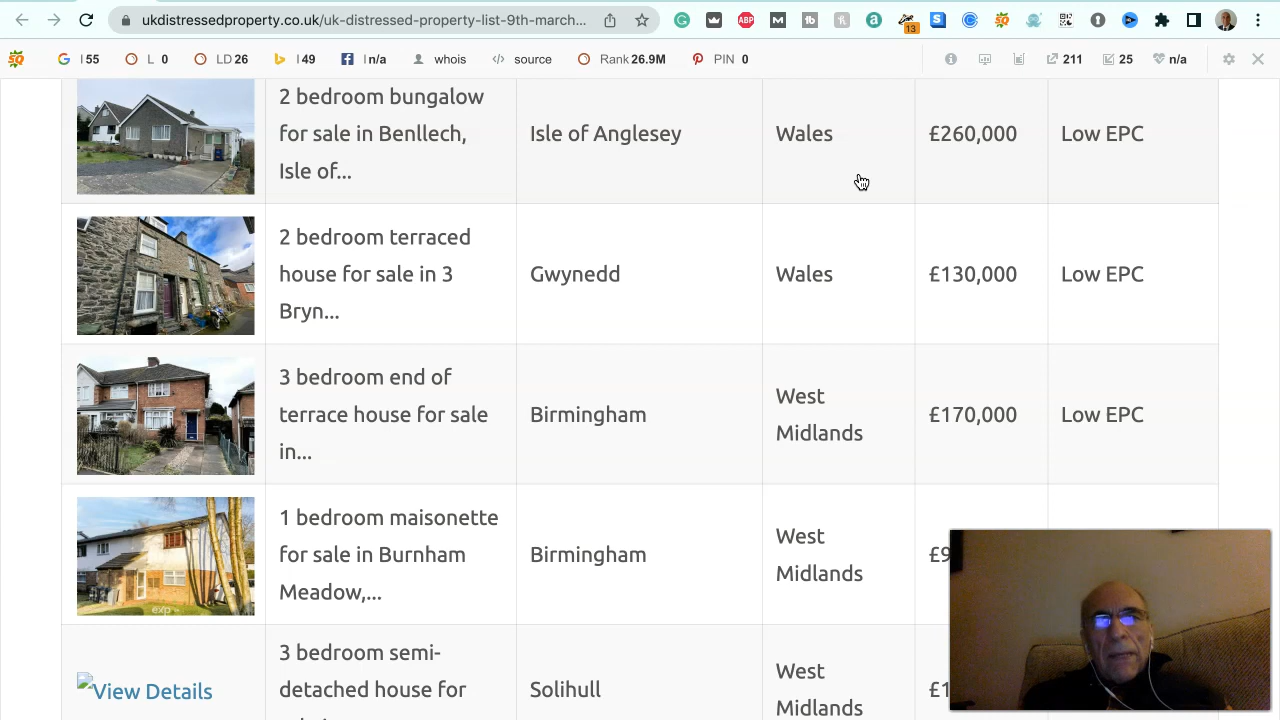 ukdistressedproperty.co.uk/uk-distressed-property-list-9th-march...
13
I 55
L 0
LD 26
I 49
I n/a
whois
source
Rank 26.9M
PIN 0
211
25
n/a
2 bedroom bungalow
for sale in Benllech,
Isle of...
Isle of Anglesey
Wales
£260,000
Low EPC
2 bedroom terraced
house for sale in 3
Bryn...
Gwynedd
Wales
£130,000
Low EPC
3 bedroom end of
terrace house for sale
in...
Birmingham
West
Midlands
£170,000
Low EPC
1 bedroom maisonette
for sale in Burnham
Meadow,...
Birmingham
West
Midlands
£9
exp
View Details
3 bedroom semi-
detached house for
Solihull
West
Midlands
£1